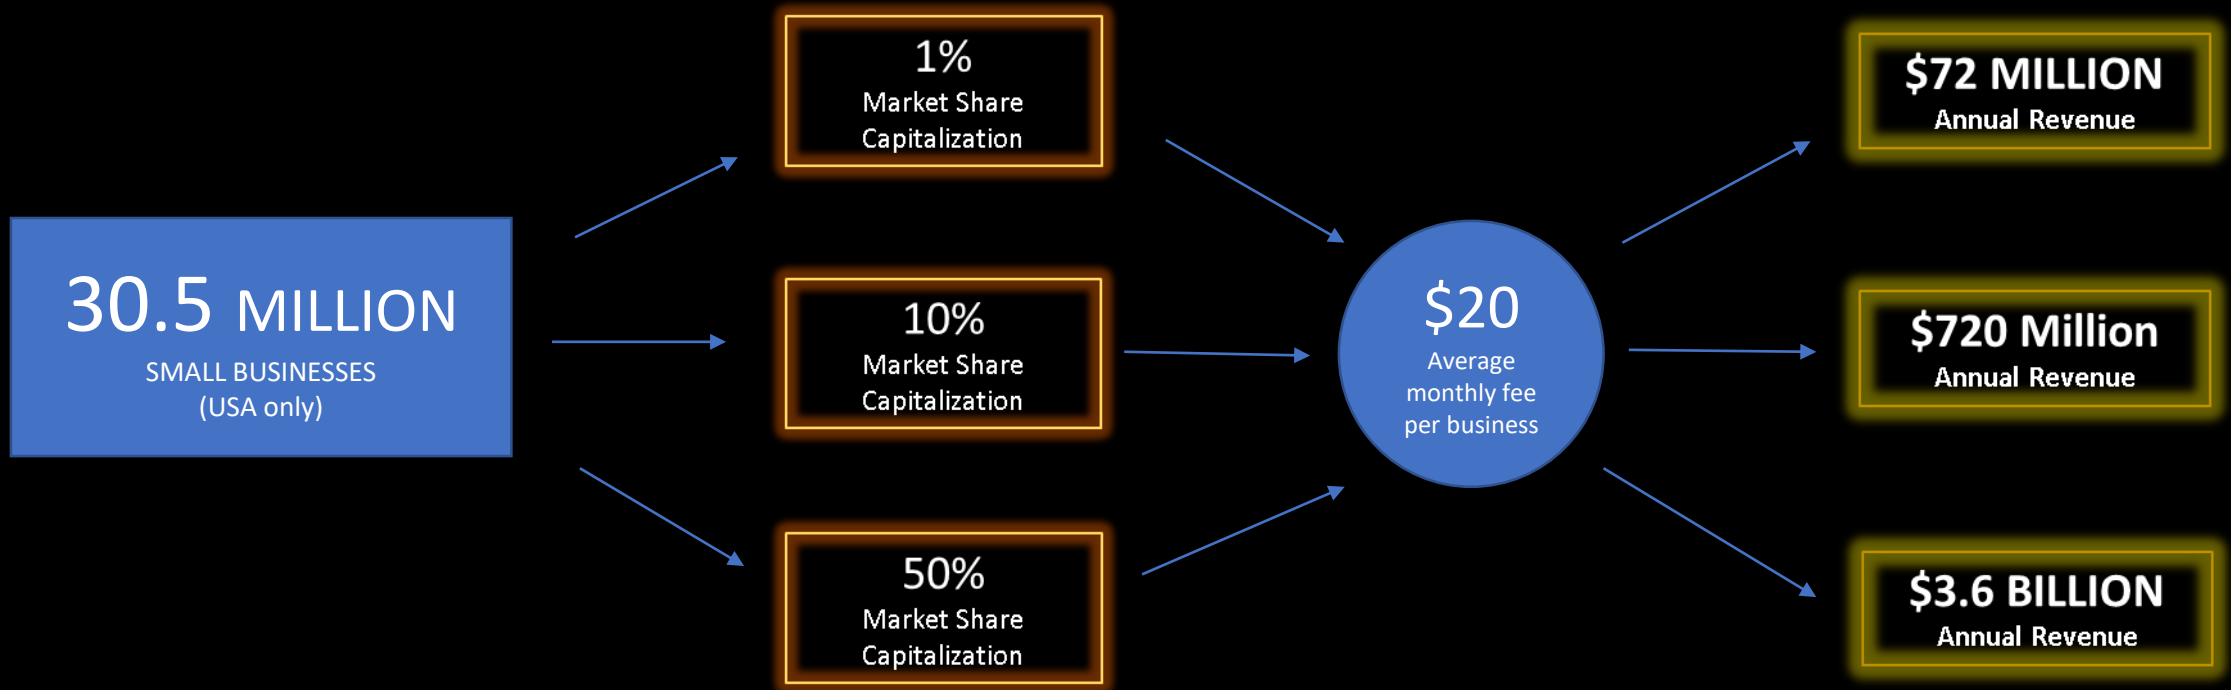 30.5 MILLION
SMALL BUSINESSES
(USA only)
1%
Market Share
Capitalization
10%
Market Share
Capitalization
50%
Market Share
Capitalization
$20
Average
monthly fee
per business
$72 MILLION
Annual Revenue
$720 Million
Annual Revenue
$3.6 BILLION
Annual Revenue